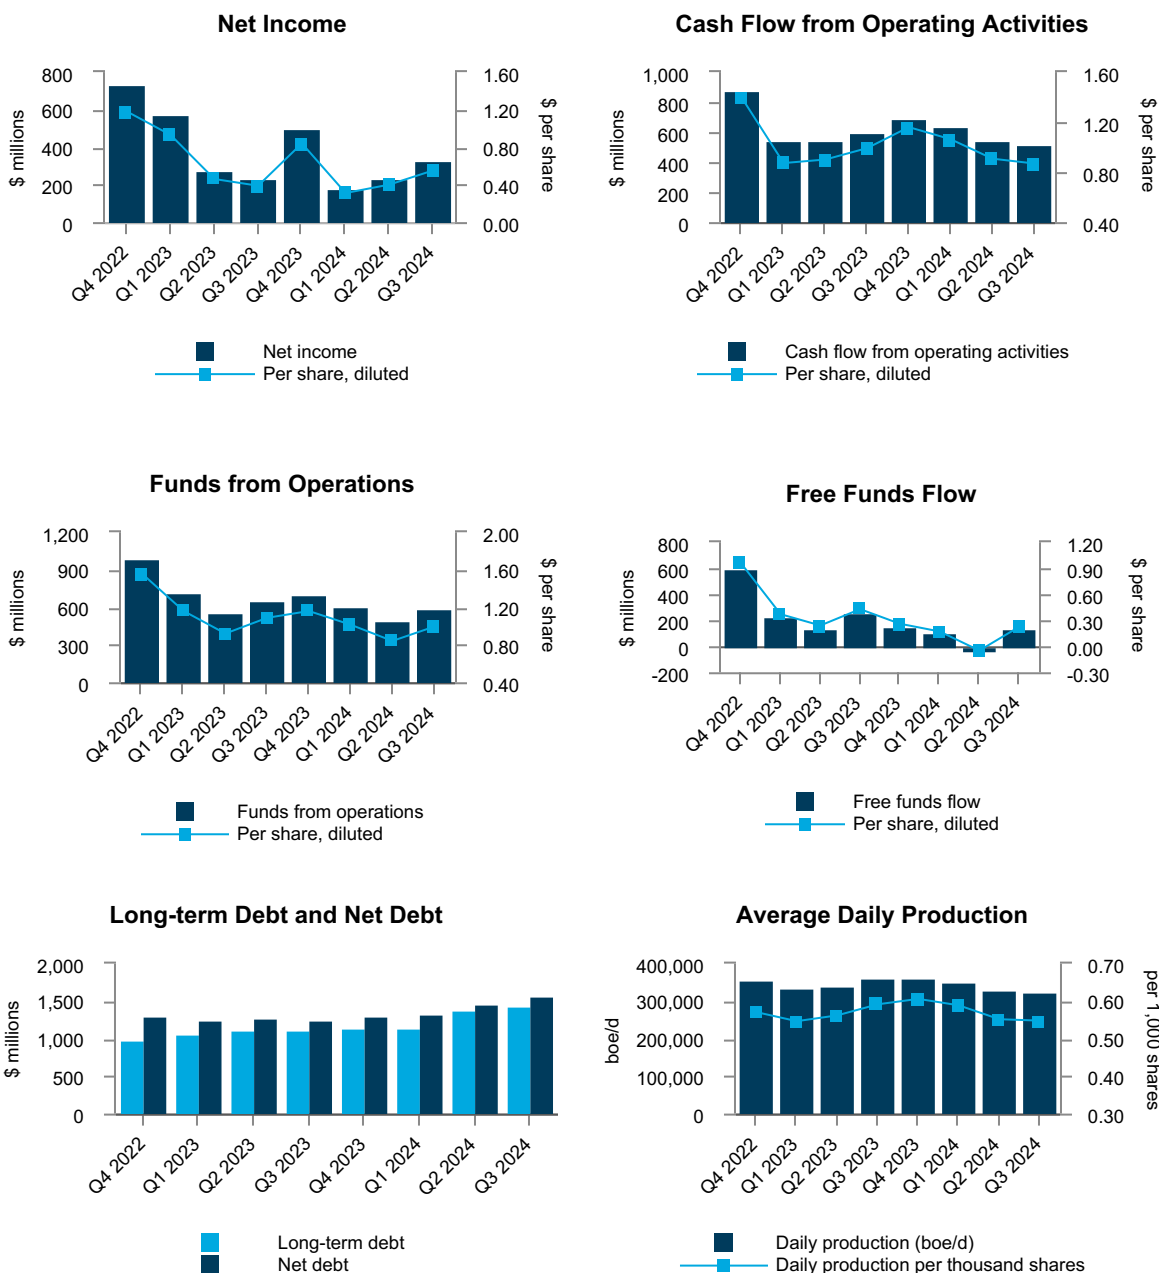 Net Income
800
600
400
200
0
$ millions
1.60
1.20
0.80
0.40
0.00
$ per share
Q4 2022
Q1 2023
Q2 2023
Q3 2023
Q4 2023
Q1 2024
Q2 2024
Q3 2024
Net income
Per share, diluted
Cash Flow from Operating Activities
1,000
800
600
400
200
0
$ millions
1.60
1.20
0.80
0.40
$ per share
Q4 2022
Q1 2023
Q2 2023
Q3 2023
Q4 2023
Q1 2024
Q2 2024
Q3 2024
Cash flow from operating activities
Per share, diluted
Funds from Operations
1,200
900
600
300
0
$ millions
2.00
1.60
1.20
0.80
0.40
$ per share
Q4 2022
Q1 2023
Q2 2023
Q3 2023
Q4 2023
Q1 2024
Q2 2024
Q3 2024
Funds from operations
Per share, diluted
Free Funds Flow
800
600
400
200
0
-200
$ millions
1.20
0.90
0.60
0.30
0.00
-0.30
$ per share
Q4 2022
Q1 2023
Q2 2023
Q3 2023
Q4 2023
Q1 2024
Q2 2024
Q3 2024
Free funds flow
Per share, diluted
Long-term Debt and Net Debt
2,000
1,500
1,000
500
0
$ millions
Q4 2022
Q1 2023
Q2 2023
Q3 2023
Q4 2023
Q1 2024
Q2 2024
Q3 2024
Long-term debt
Net debt
Average Daily Production
400,000
300,000
200,000
100,000
0
boe/d
0.70
0.60
0.50
0.40
0.30
per 1,000 shares
Q4 2022
Q1 2023
Q2 2023
Q3 2023
Q4 2023
Q1 2024
Q2 2024
Q3 2024
Daily production (boe/d)
Daily production per thousand shares